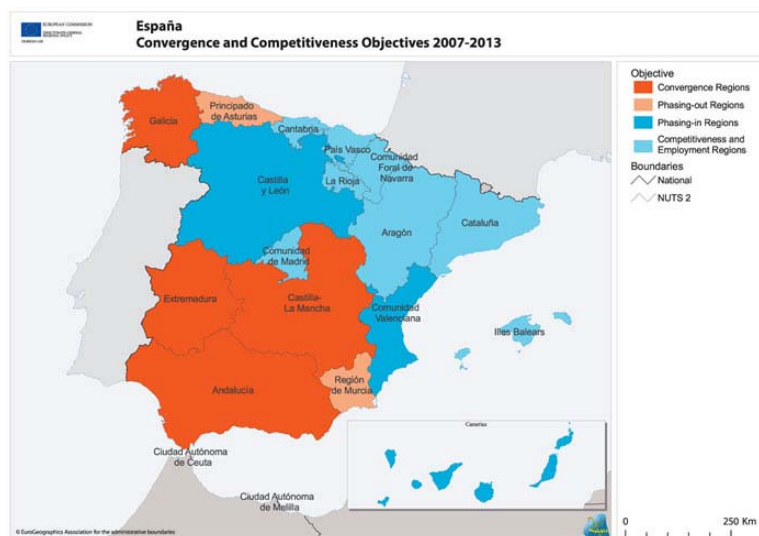 EUROPEAN COMMISSION
España
Convergence and Competitiveness Objectives 2007-2013
Objective
Convergence Regions
Phasing-out Regions
Phasing-in Regions
Competitiveness and
Employment Regions
Boundaries
National
NUTS 2
Galicia
Principado
de Asturias
Cantabria
País Vasco
Comunidad
Foral de
Navarra
La Rioja
Castilla
y León
Aragón
Cataluña
Comunidad
de Madrid
Extremadura
Castilla-
La Mancha
Comunidad
Valenciana
Illes Balears
Región
de Murcia
Andalucía
Canarias
Ciudad Autónoma
de Ceuta
Ciudad Autónoma
de Melilla
© EuroGeographics Association for the administrative boundaries
0 250 Km